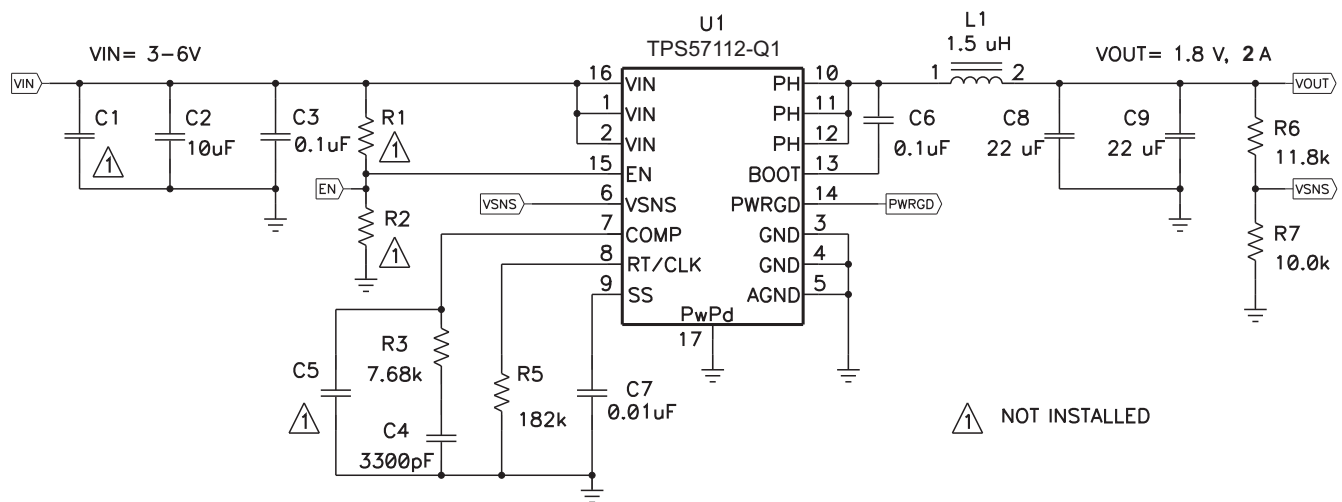 U1
TPS57112-Q1
L1
1.5 uH
VIN= 3-6V
VOUT= 1.8 V, 2 A
VIN
16
VIN
PH
10
1
2
VOUT
C1
1
C2
10uF
C3
0.1uF
R1
1
1
VIN
PH
11
2
VIN
PH
12
C6
0.1uF
C8
22 uF
C9
22 uF
R6
11.8k
15
EN
BOOT
13
EN
VSNS
6
VSNS
PWRGD
14
PWRGD
VSNS
R2
1
7
COMP
GND
3
R7
10.0k
8
RT/CLK
GND
4
9
SS
AGND
5
PwPd
17
R3
7.68k
C5
1
R5
182k
C7
0.01uF
C4
3300pF
1 NOT INSTALLED